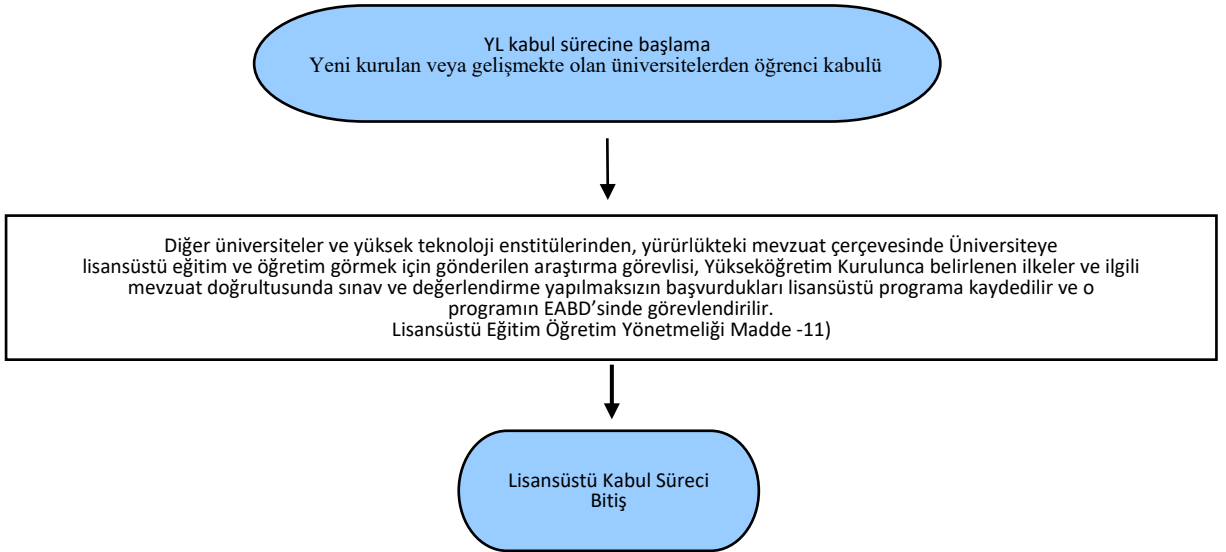 YL kabul sürecine başlama
Yeni kurulan veya gelişmekte olan üniversitelerden öğrenci kabulü
Diğer üniversiteler ve yüksek teknoloji enstitülerinden, yürürlükteki mevzuat çerçevesinde Üniversiteye
lisansüstü eğitim ve öğretim görmek için gönderilen araştırma görevlisi, Yükseköğretim Kurulunca belirlenen ilkeler ve ilgili
mevzuat doğrultusunda sınav ve değerlendirme yapılmaksızın başvurdukları lisansüstü programa kaydedilir ve o
programın EABD’sinde görevlendirilir.
Lisansüstü Eğitim Öğretim Yönetmeliği Madde -11)
Lisansüstü Kabul Süreci
Bitiş